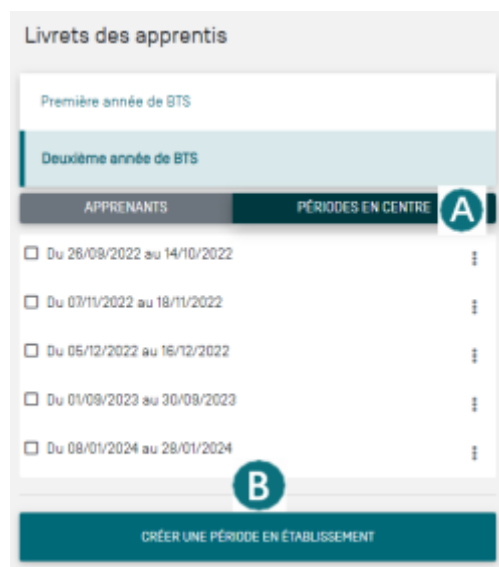 Livrets des apprentis
Première année de BTS
Deuxième année de BTS
APPRENANTS PÉRIODES EN CENTRE A
Du 26/09/2022 au 14/10/2022
Du 07/11/2022 au 18/11/2022
Du 05/12/2022 au 16/12/2022
Du 01/09/2023 au 30/09/2023
Du 08/01/2024 au 28/01/2024
B
CRÉER UNE PÉRIODE EN ÉTABLISSEMENT